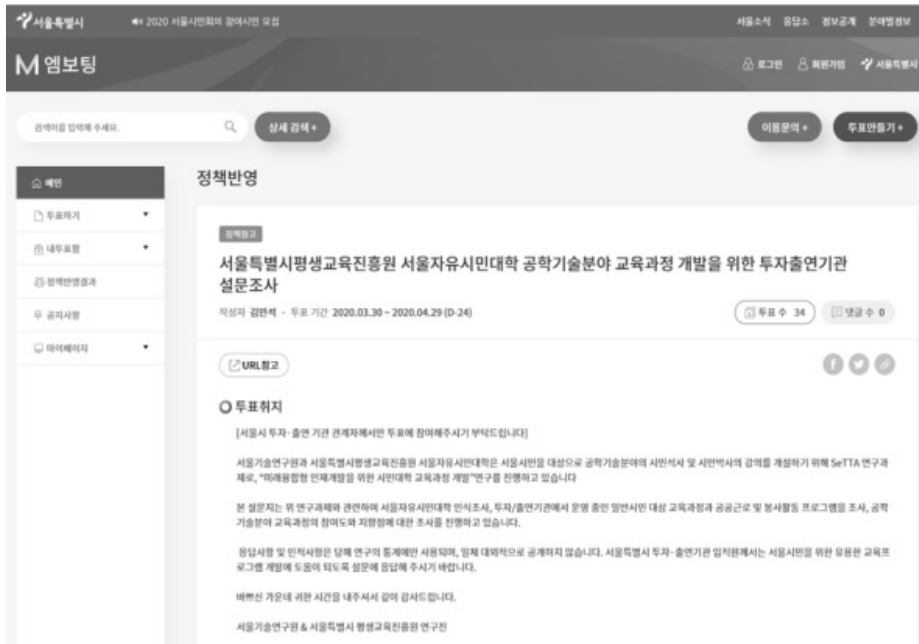 서울특별시
2020 서울시민회의 참여시민 모집
서울소식 응답소 정보공개 분야별정보
M 엠보팅
로그인 회원가입 서울특별시
검색어를 입력해 주세요.
상세 검색 +
이용문의 +
투표만들기 +
메인
투표하기
내투표함
정책반영결과
공지사항
마이페이지
정책반영
정책참고
서울특별시평생교육진흥원 서울자유시민대학 공학기술분야 교육과정 개발을 위한 투자출연기관
설문조사
작성자 김만석 - 투표 기간 2020.03.30 ~ 2020.04.29 (D-24)
투표 수 34
댓글 수 0
URL참고
투표취지
[서울시 투자·출연 기관 관계자께서만 투표에 참여해주시기 부탁드립니다]
서울기술연구원과 서울특별시평생교육진흥원 서울자유시민대학은 서울시민을 대상으로 공학기술분야의 시민석사 및 시민박사의 강의를 개설하기 위해 SeTTA 연구과
제로, "미래융합형 인재개발을 위한 시민대학 교육과정 개발"연구를 진행하고 있습니다
본 설문지는 위 연구과제와 관련하여 서울자유시민대학 인식조사, 투자/출연기관에서 운영 중인 일반시민 대상 교육과정과 공공근로 및 봉사활동 프로그램을 조사, 공학
기술분야 교육과정의 참여도와 지향점에 대한 조사를 진행하고 있습니다.
응답사항 및 인적사항은 당해 연구의 통계에만 사용되며, 일체 대외적으로 공개하지 않습니다. 서울특별시 투자·출연기관 임직원께서는 서울시민을 위한 유용한 교육프
로그램 개발에 도움이 되도록 설문에 응답해 주시기 바랍니다.
바쁘신 가운데 귀한 시간을 내주셔서 깊이 감사드립니다.
서울기술연구원 & 서울특별시 평생교육진흥원 연구진